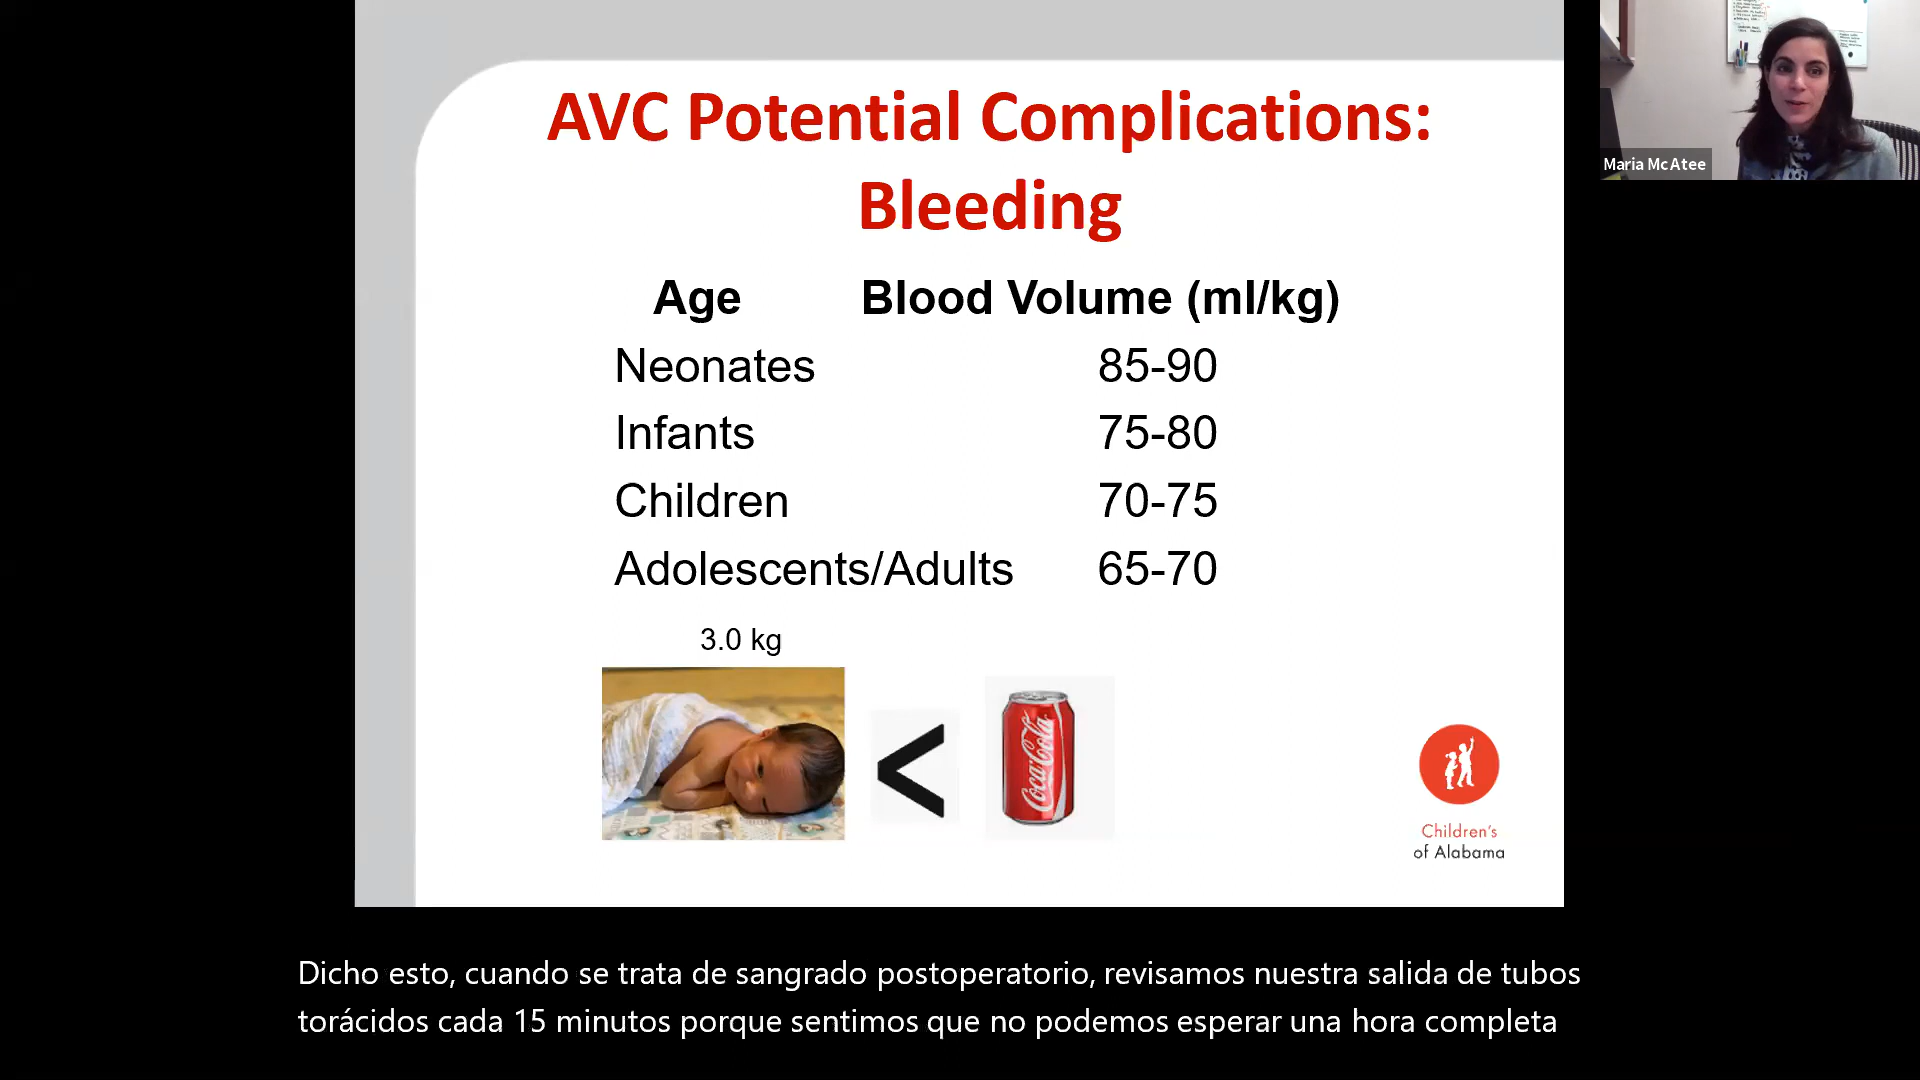 AVC Potential Complications:
Bleeding
Age Blood Volume (ml/kg)
Neonates 85-90
Infants 75-80
Children 70-75
Adolescents/Adults 65-70
3.0 kg
Coca-Cola
Children's
of Alabama
Maria McAtee
Dicho esto, cuando se trata de sangrado postoperatorio, revisamos nuestra salida de tubos
torácidos cada 15 minutos porque sentimos que no podemos esperar una hora completa